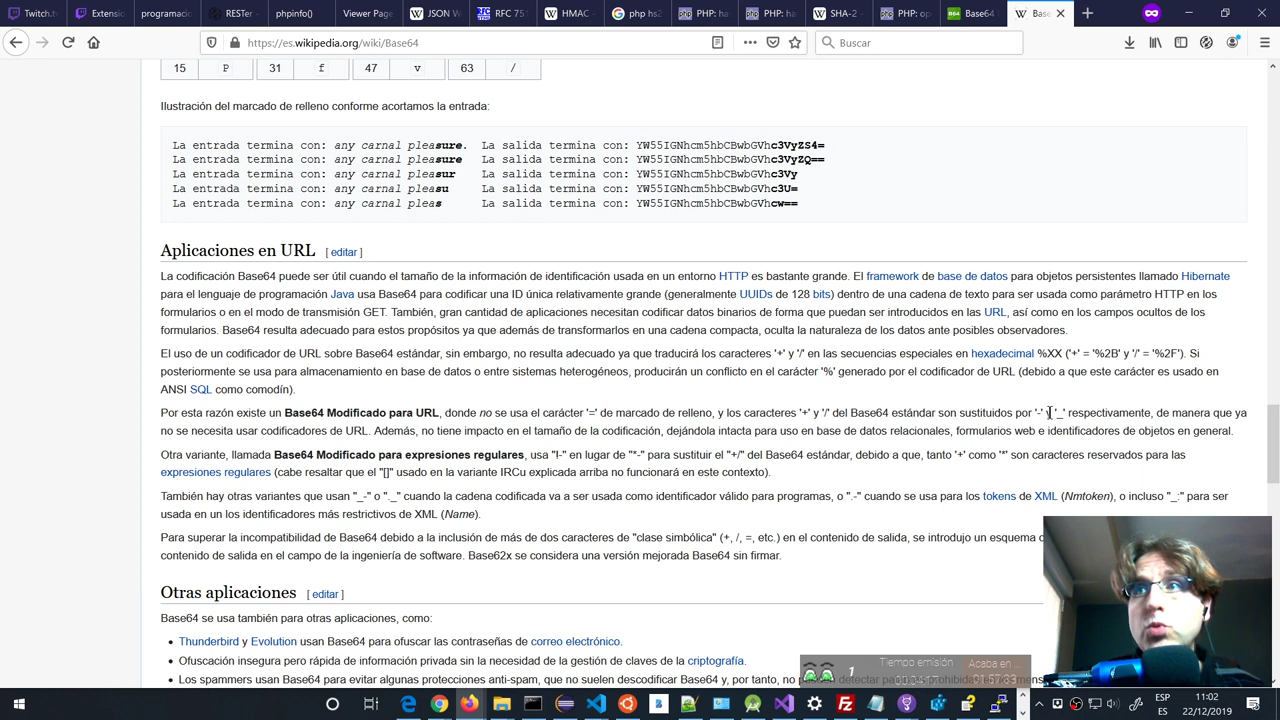 Twitch.t
Extensio
programacio
RESTer -
phpinfo()
Viewer Page
JSON W
RFC 751
HMAC -
php hs2
PHP: ha
PHP: ha
SHA-2 -
PHP: op
Base64
Base
https://es.wikipedia.org/wiki/Base64
Buscar
15 P 31 f 47 v 63 /
Ilustración del marcado de relleno conforme acortamos la entrada:
La entrada termina con: any carnal pleasure. La salida termina con: YW55IGNhcm5hbCBwbGVhc3VyZS4=
La entrada termina con: any carnal pleasure La salida termina con: YW55IGNhcm5hbCBwbGVhc3VyZQ==
La entrada termina con: any carnal pleasur La salida termina con: YW55IGNhcm5hbCBwbGVhc3Vy
La entrada termina con: any carnal pleasu La salida termina con: YW55IGNhcm5hbCBwbGVhc3U=
La entrada termina con: any carnal pleas La salida termina con: YW55IGNhcm5hbCBwbGVhcw==
Aplicaciones en URL [ editar ]
La codificación Base64 puede ser útil cuando el tamaño de la información de identificación usada en un entorno HTTP es bastante grande. El framework de base de datos para objetos persistentes llamado Hibernate
para el lenguaje de programación Java usa Base64 para codificar una ID única relativamente grande (generalmente UUIDs de 128 bits) dentro de una cadena de texto para ser usada como parámetro HTTP en los
formularios o en el modo de transmisión GET. También, gran cantidad de aplicaciones necesitan codificar datos binarios de forma que puedan ser introducidos en las URL, así como en los campos ocultos de los
formularios. Base64 resulta adecuado para estos propósitos ya que además de transformarlos en una cadena compacta, oculta la naturaleza de los datos ante posibles observadores.
El uso de un codificador de URL sobre Base64 estándar, sin embargo, no resulta adecuado ya que traducirá los caracteres '+' y '/' en las secuencias especiales en hexadecimal %XX ('+' = '%2B' y '/' = '%2F'). Si
posteriormente se usa para almacenamiento en base de datos o entre sistemas heterogéneos, producirán un conflicto en el carácter '%' generado por el codificador de URL (debido a que este carácter es usado en
ANSI SQL como comodín).
Por esta razón existe un Base64 Modificado para URL, donde no se usa el carácter '=' de marcado de relleno, y los caracteres '+' y '/' del Base64 estándar son sustituidos por '-' y '_' respectivamente, de manera que ya
no se necesita usar codificadores de URL. Además, no tiene impacto en el tamaño de la codificación, dejándola intacta para uso en base de datos relacionales, formularios web e identificadores de objetos en general.
Otra variante, llamada Base64 Modificado para expresiones regulares, usa "!-" en lugar de "*-" para sustituir el "+/" del Base64 estándar, debido a que, tanto '+' como '*' son caracteres reservados para las
expresiones regulares (cabe resaltar que el "[]" usado en la variante IRCu explicada arriba no funcionará en este contexto).
También hay otras variantes que usan "_-" o "._" cuando la cadena codificada va a ser usada como identificador válido para programas, o ".-" cuando se usa para los tokens de XML (Nmtoken), o incluso "_:" para ser
usada en un los identificadores más restrictivos de XML (Name).
Para superar la incompatibilidad de Base64 debido a la inclusión de más de dos caracteres de "clase simbólica" (+, /, =, etc.) en el contenido de salida, se introdujo un esquema
contenido de salida en el campo de la ingeniería de software. Base62x se considera una versión mejorada Base64 sin firmar.
Otras aplicaciones [ editar ]
Base64 se usa también para otras aplicaciones, como:
Thunderbird y Evolution usan Base64 para ofuscar las contraseñas de correo electrónico.
Ofuscación insegura pero rápida de información privada sin la necesidad de la gestión de claves de la criptografía.
Los spammers usan Base64 para evitar algunas protecciones anti-spam, que no suelen descodificar Base64 y, por tanto, no
1 Tiempo emisión Acaba en ...
ESP 11:02
ES 22/12/2019